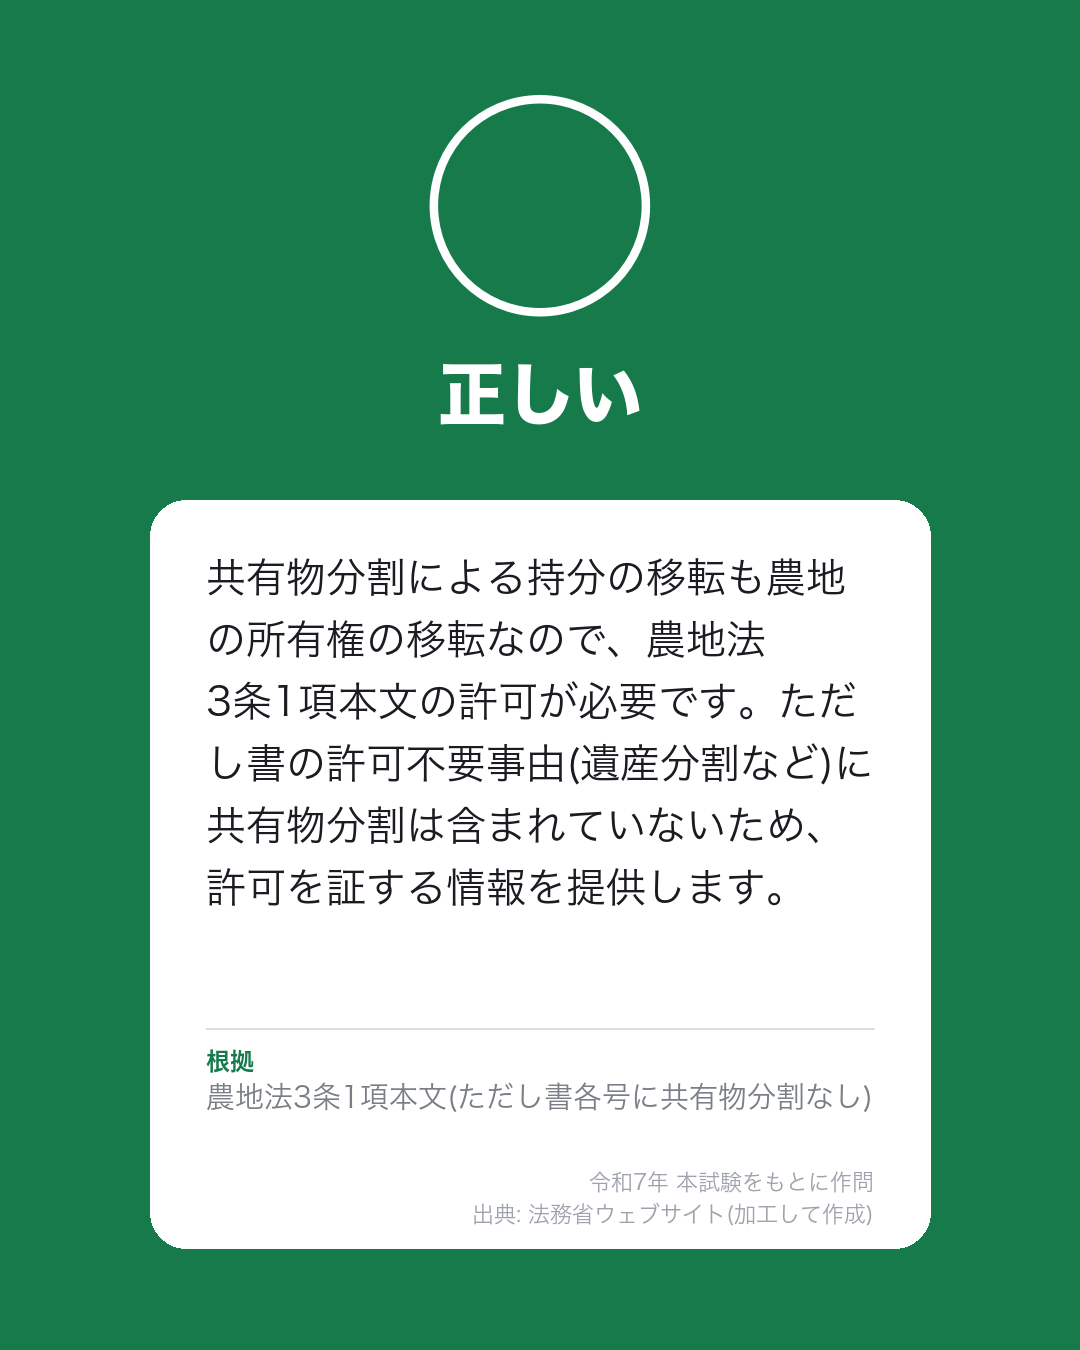 正しい
共有物分割による持分の移転も農地
の所有権の移転なので、農地法
3条1項本文の許可が必要です。ただ
し書の許可不要事由(遺産分割など)に
共有物分割は含まれていないため、
許可を証する情報を提供します。
根拠
農地法3条1項本文(ただし書各号に共有物分割なし)
令和7年 本試験をもとに作問
出典: 法務省ウェブサイト(加工して作成)